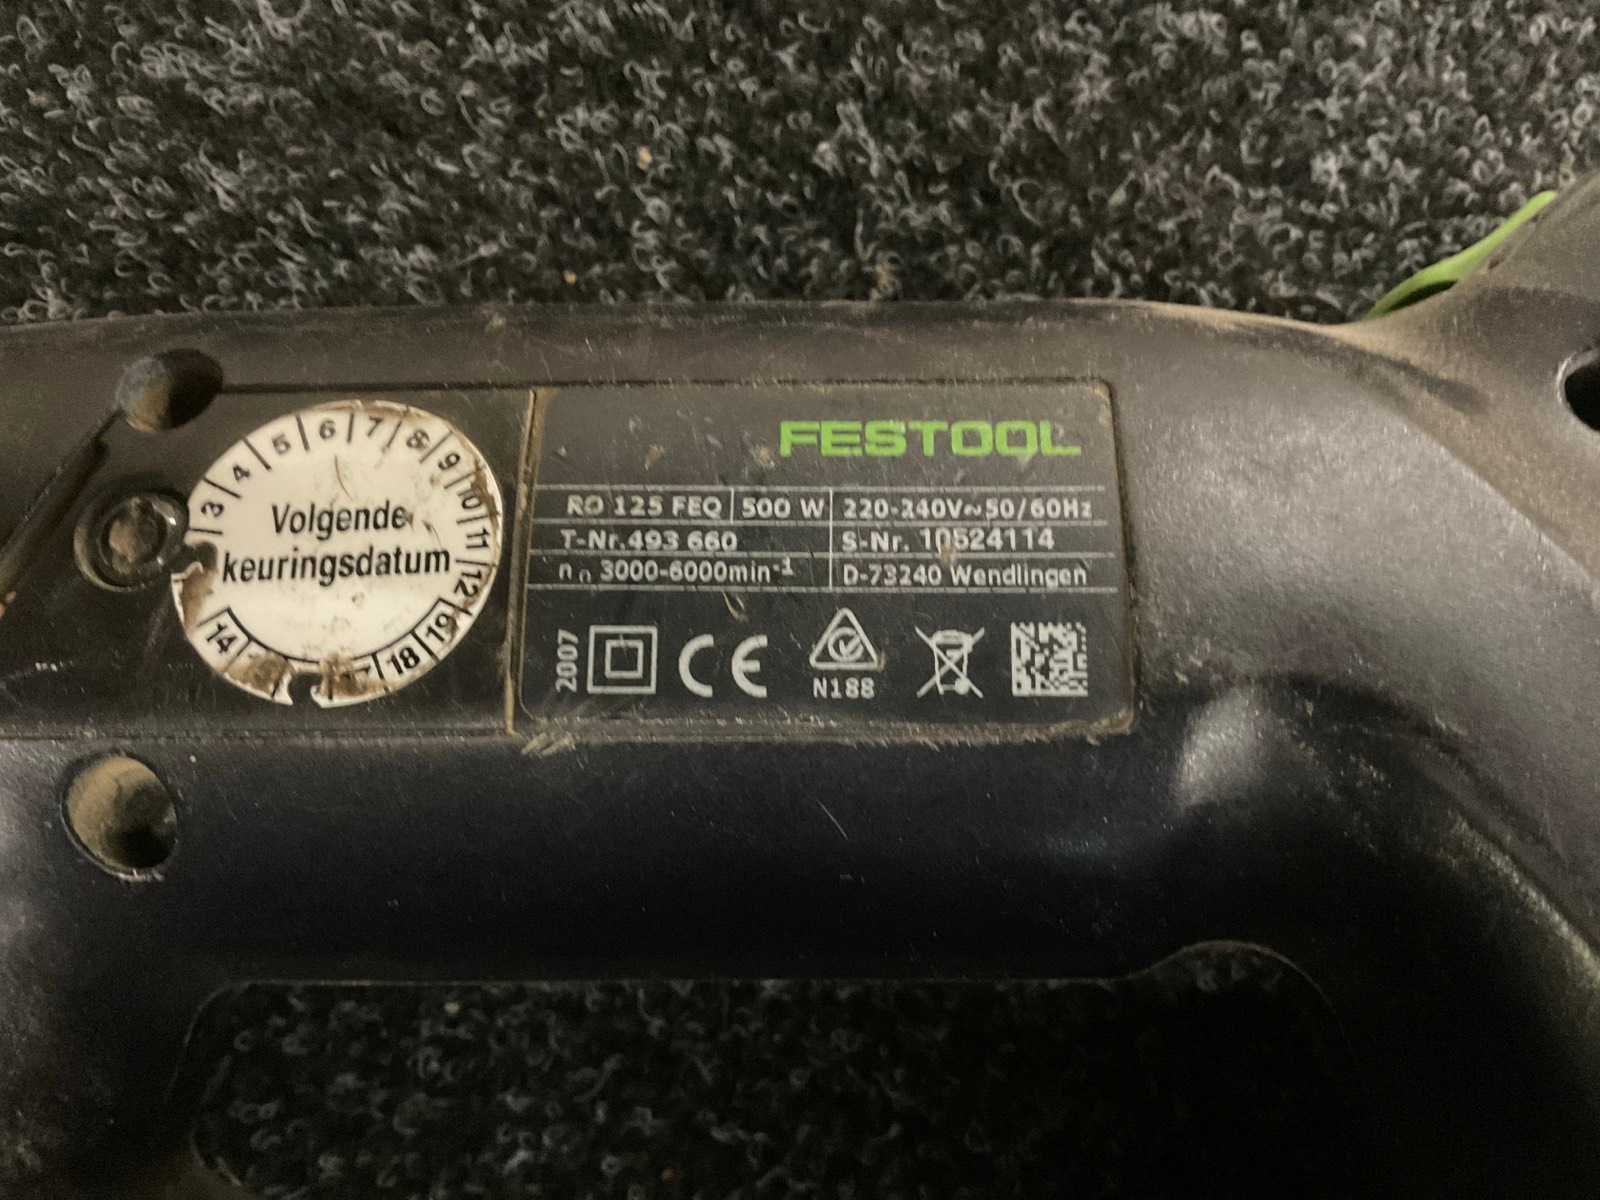 3 4 5 6 7 8 9 10 11 12
Volgende
keuringsdatum
14 18 19
FESTOOL
RO 125 FEQ 500 W 220-240V~50/60Hz
T-Nr. 493 660 S-Nr. 10524114
n₀ 3000-6000min⁻¹ D-73240 Wendlingen
2007 CE
N188